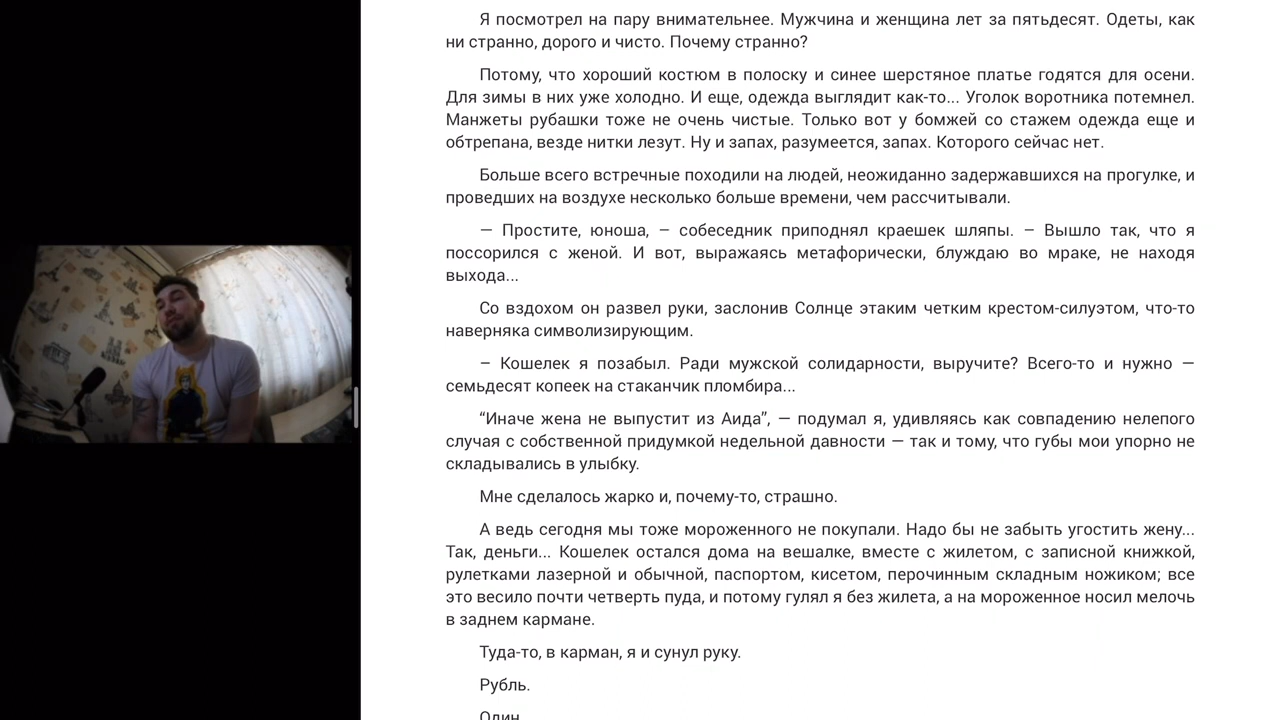 Я посмотрел на пару внимательнее. Мужчина и женщина лет за пятьдесят. Одеты, как
ни странно, дорого и чисто. Почему странно?
Потому, что хороший костюм в полоску и синее шерстяное платье годятся для осени.
Для зимы в них уже холодно. И еще, одежда выглядит как-то... Уголок воротника потемнел.
Манжеты рубашки тоже не очень чистые. Только вот у бомжей со стажем одежда еще и
обтрепана, везде нитки лезут. Ну и запах, разумеется, запах. Которого сейчас нет.
Больше всего встречные походили на людей, неожиданно задержавшихся на прогулке, и
проведших на воздухе несколько больше времени, чем рассчитывали.
— Простите, юноша, – собеседник приподнял краешек шляпы. – Вышло так, что я
поссорился с женой. И вот, выражаясь метафорически, блуждаю во мраке, не находя
выхода...
Со вздохом он развел руки, заслонив Солнце этаким четким крестом-силуэтом, что-то
наверняка символизирующим.
– Кошелек я позабыл. Ради мужской солидарности, выручите? Всего-то и нужно —
семьдесят копеек на стаканчик пломбира...
“Иначе жена не выпустит из Аида”, — подумал я, удивляясь как совпадению нелепого
случая с собственной придумкой недельной давности — так и тому, что губы мои упорно не
складывались в улыбку.
Мне сделалось жарко и, почему-то, страшно.
А ведь сегодня мы тоже мороженного не покупали. Надо бы не забыть угостить жену...
Так, деньги... Кошелек остался дома на вешалке, вместе с жилетом, с записной книжкой,
рулетками лазерной и обычной, паспортом, кисетом, перочинным складным ножиком; все
это весило почти четверть пуда, и потому гулял я без жилета, а на мороженное носил мелочь
в заднем кармане.
Туда-то, в карман, я и сунул руку.
Рубль.
Один.